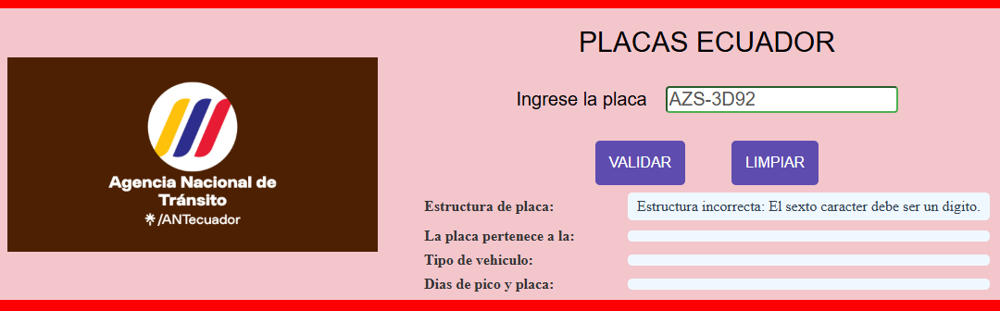 PLACAS ECUADOR
Ingrese la placa AZS-3D92
VALIDAR LIMPIAR
Agencia Nacional de
Tránsito
/ANTecuador
Estructura de placa: Estructura incorrecta: El sexto caracter debe ser un digito.
La placa pertenece a la:
Tipo de vehiculo:
Dias de pico y placa: